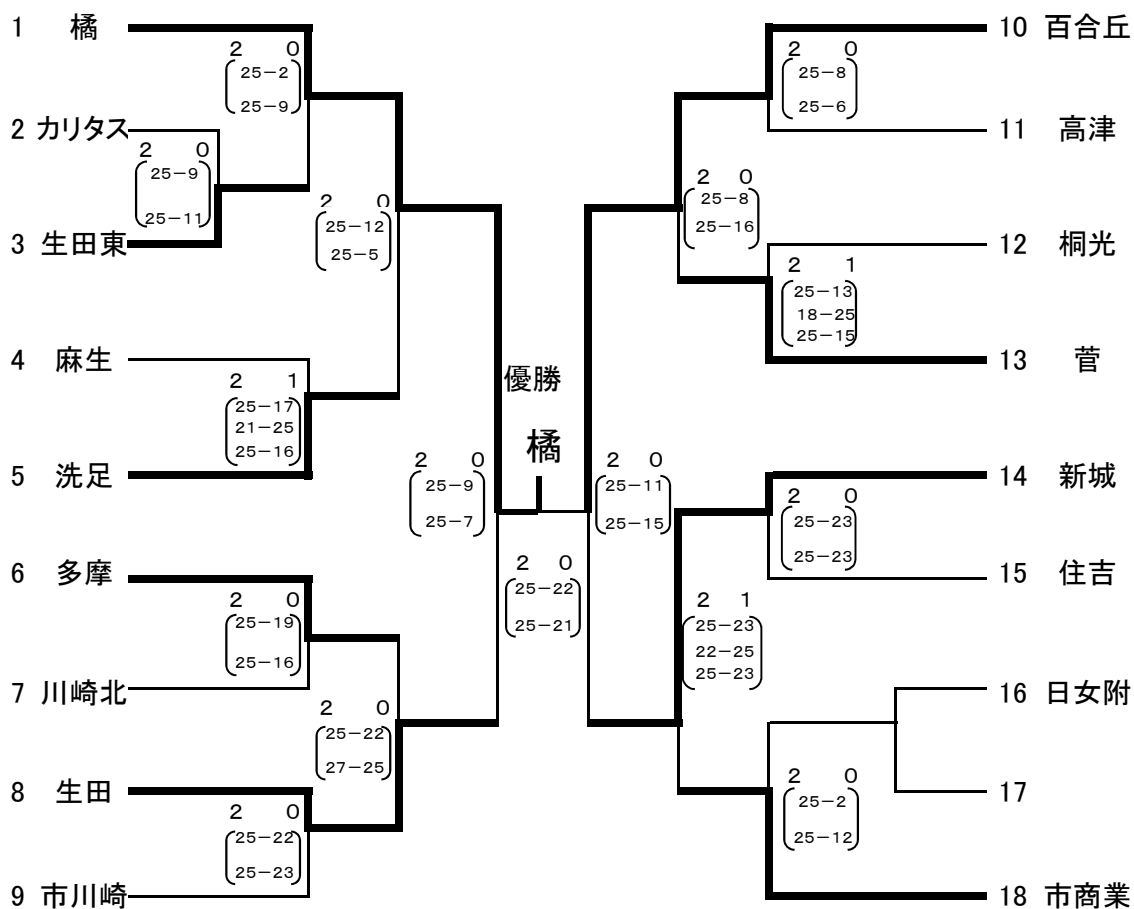 1 橘
2 0
25-2
25-9
2 カリタス
2 0
25-9
25-11
3 生田東
2 0
25-12
25-5
4 麻生
2 1
25-17
21-25
25-16
5 洗足
2 0
25-9
25-7
6 多摩
2 0
25-19
25-16
7 川崎北
2 0
25-22
27-25
8 生田
2 0
25-22
25-23
9 市川崎
優勝
橘
2 0
25-22
25-21
10 百合丘
2 0
25-8
25-6
11 高津
2 0
25-8
25-16
12 桐光
2 1
25-13
18-25
25-15
13 菅
2 0
25-11
25-15
14 新城
2 0
25-23
25-23
15 住吉
2 1
25-23
22-25
25-23
16 日女附
17
2 0
25-2
25-12
18 市商業